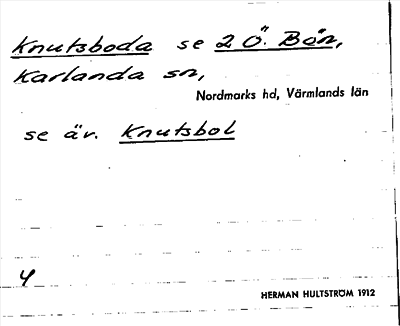 Knutsboda se 2 Ö. Bön,
Karlanda sn,
Nordmarks hd, Värmlands län
se äv. Knutsbol
4
HERMAN HULTSTRÖM 1912